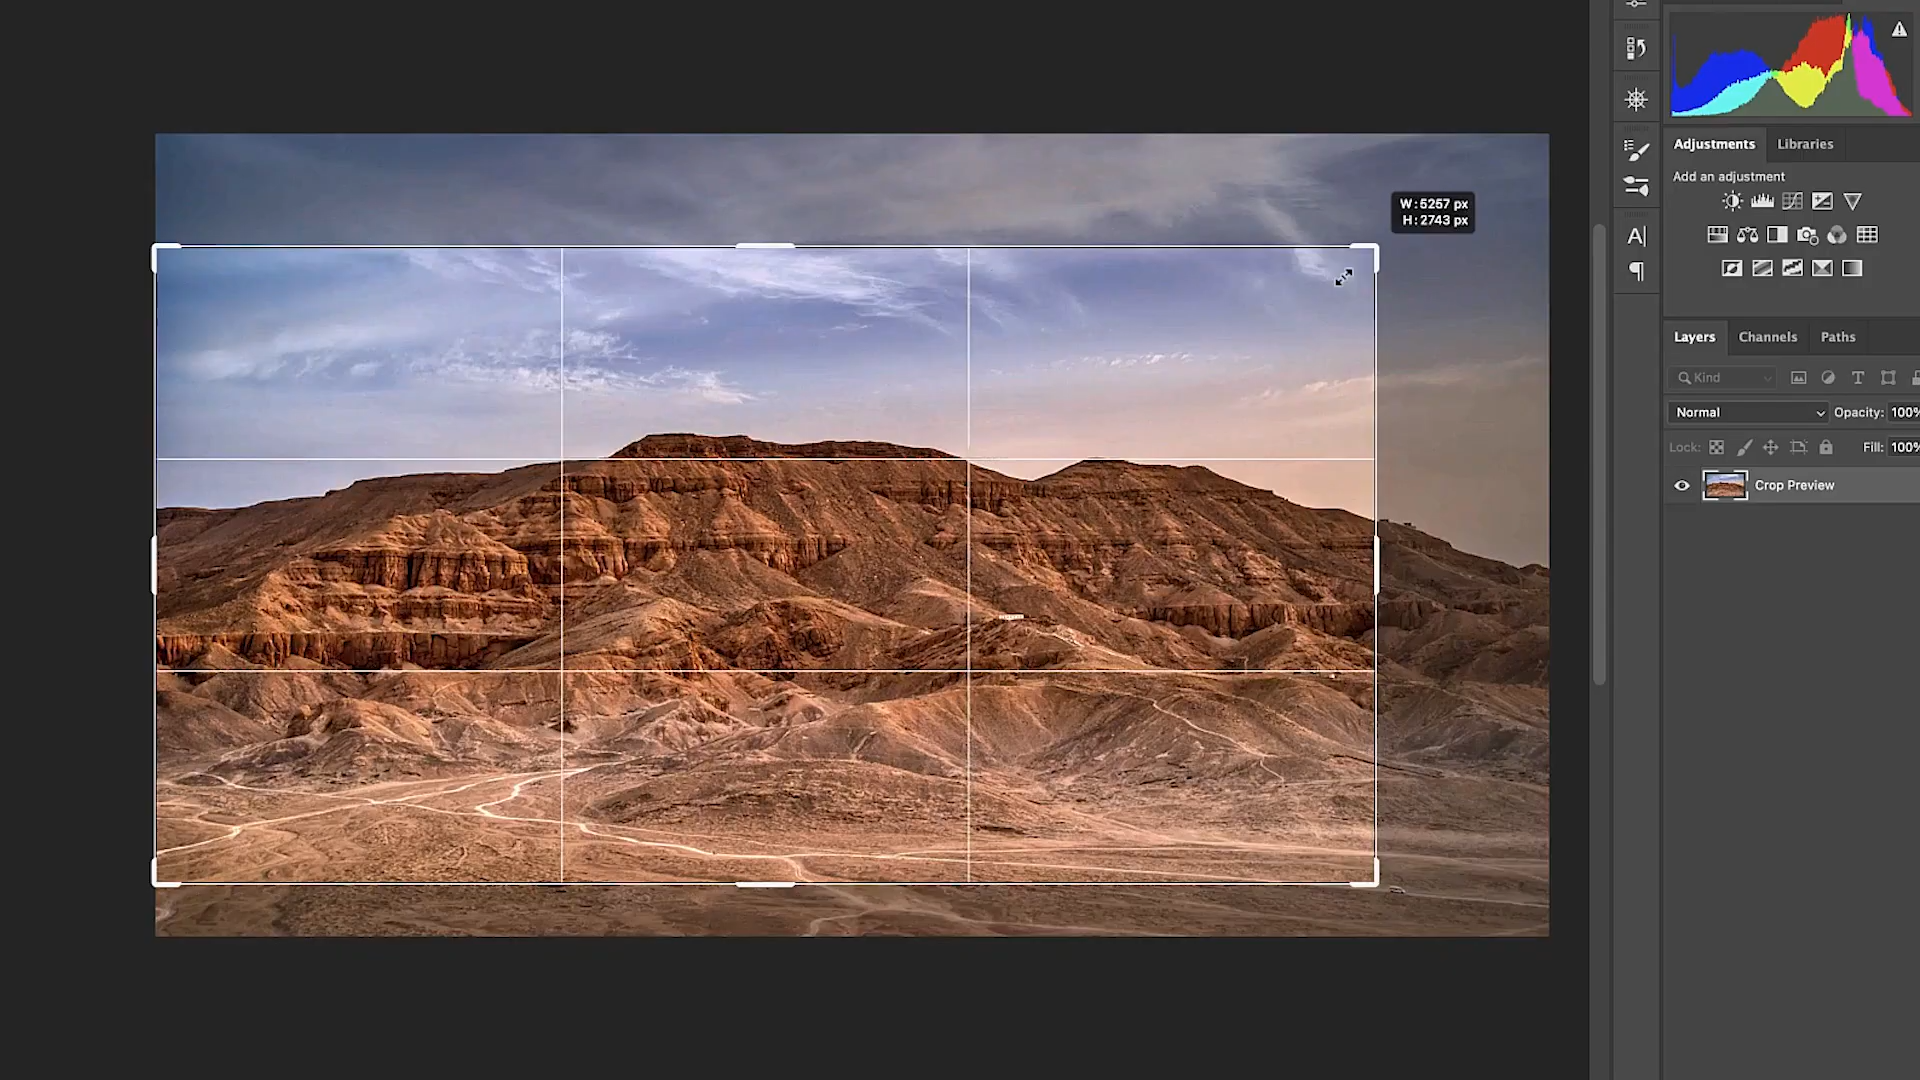 W: 5257 px
H: 2743 px
Adjustments
Libraries
Add an adjustment
Layers
Channels
Paths
Kind
Normal
Opacity: 100%
Lock:
Fill: 100%
Crop Preview